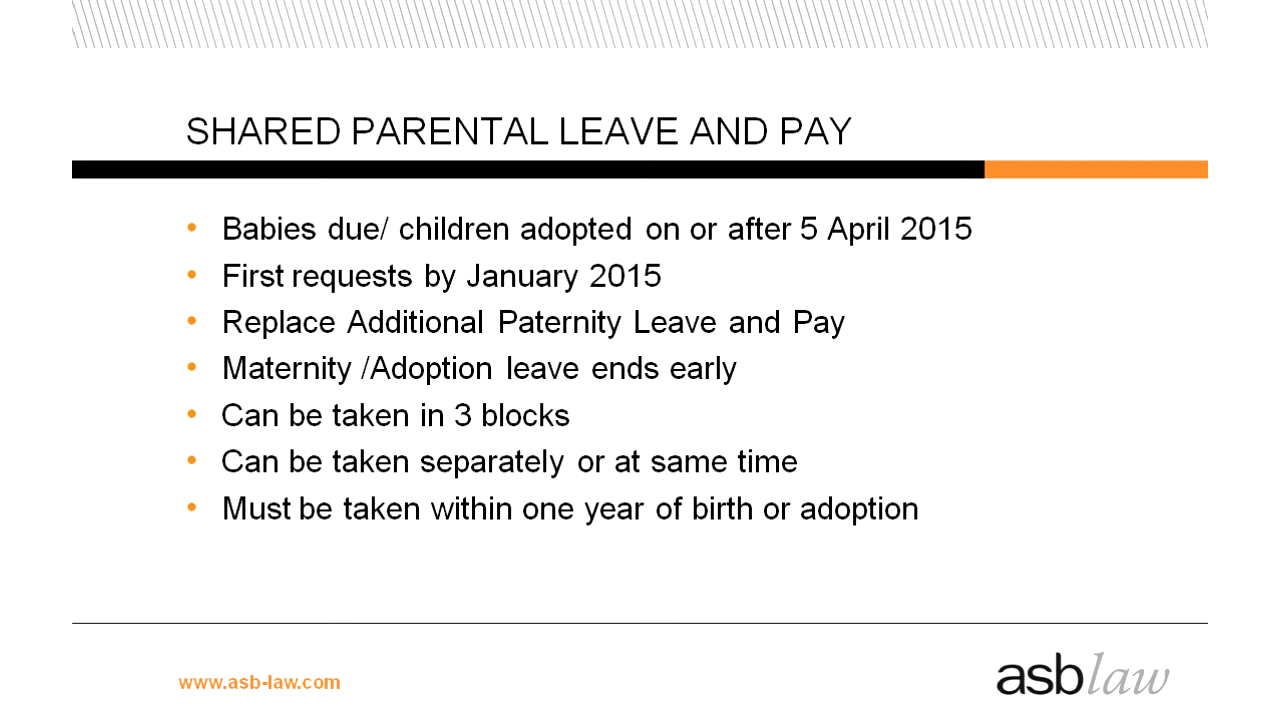 SHARED PARENTAL LEAVE AND PAY
• Babies due/ children adopted on or after 5 April 2015
• First requests by January 2015
• Replace Additional Paternity Leave and Pay
• Maternity /Adoption leave ends early
• Can be taken in 3 blocks
• Can be taken separately or at same time
• Must be taken within one year of birth or adoption
www.asb-law.com
asblaw